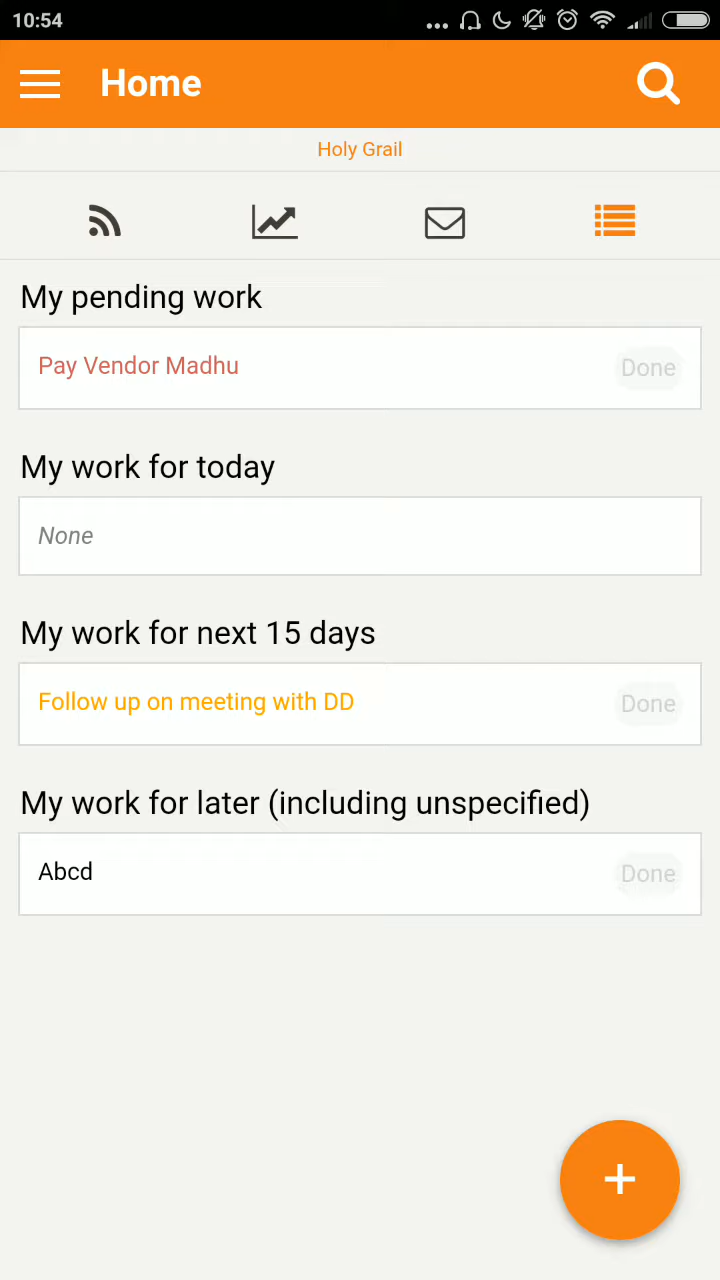 10:54
Home
Holy Grail
My pending work
Pay Vendor Madhu Done
My work for today
None
My work for next 15 days
Follow up on meeting with DD Done
My work for later (including unspecified)
Abcd Done
+